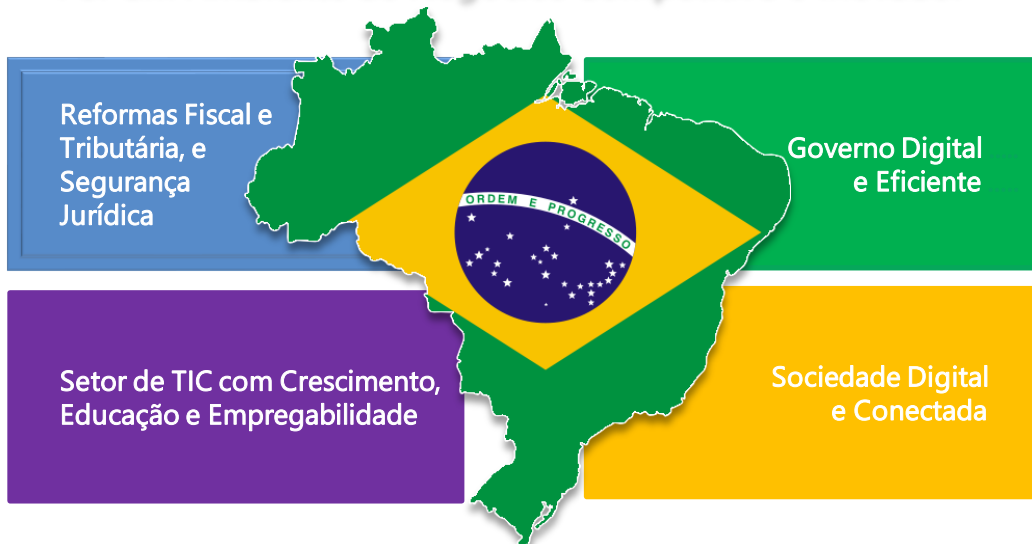 Reformas Fiscal e
Tributária, e
Segurança
Jurídica
Governo Digital
e Eficiente
ORDEM E PROGRESSO
Setor de TIC com Crescimento,
Educação e Empregabilidade
Sociedade Digital
e Conectada